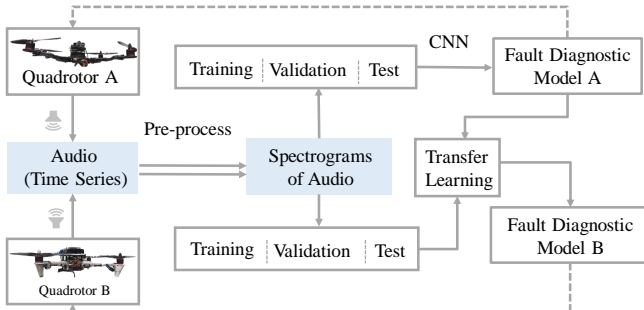 Quadrotor A
Audio
(Time Series)
Quadrotor B
Pre-process
Spectrograms
of Audio
Training Validation Test
CNN
Fault Diagnostic
Model A
Transfer
Learning
Training Validation Test
Fault Diagnostic
Model B